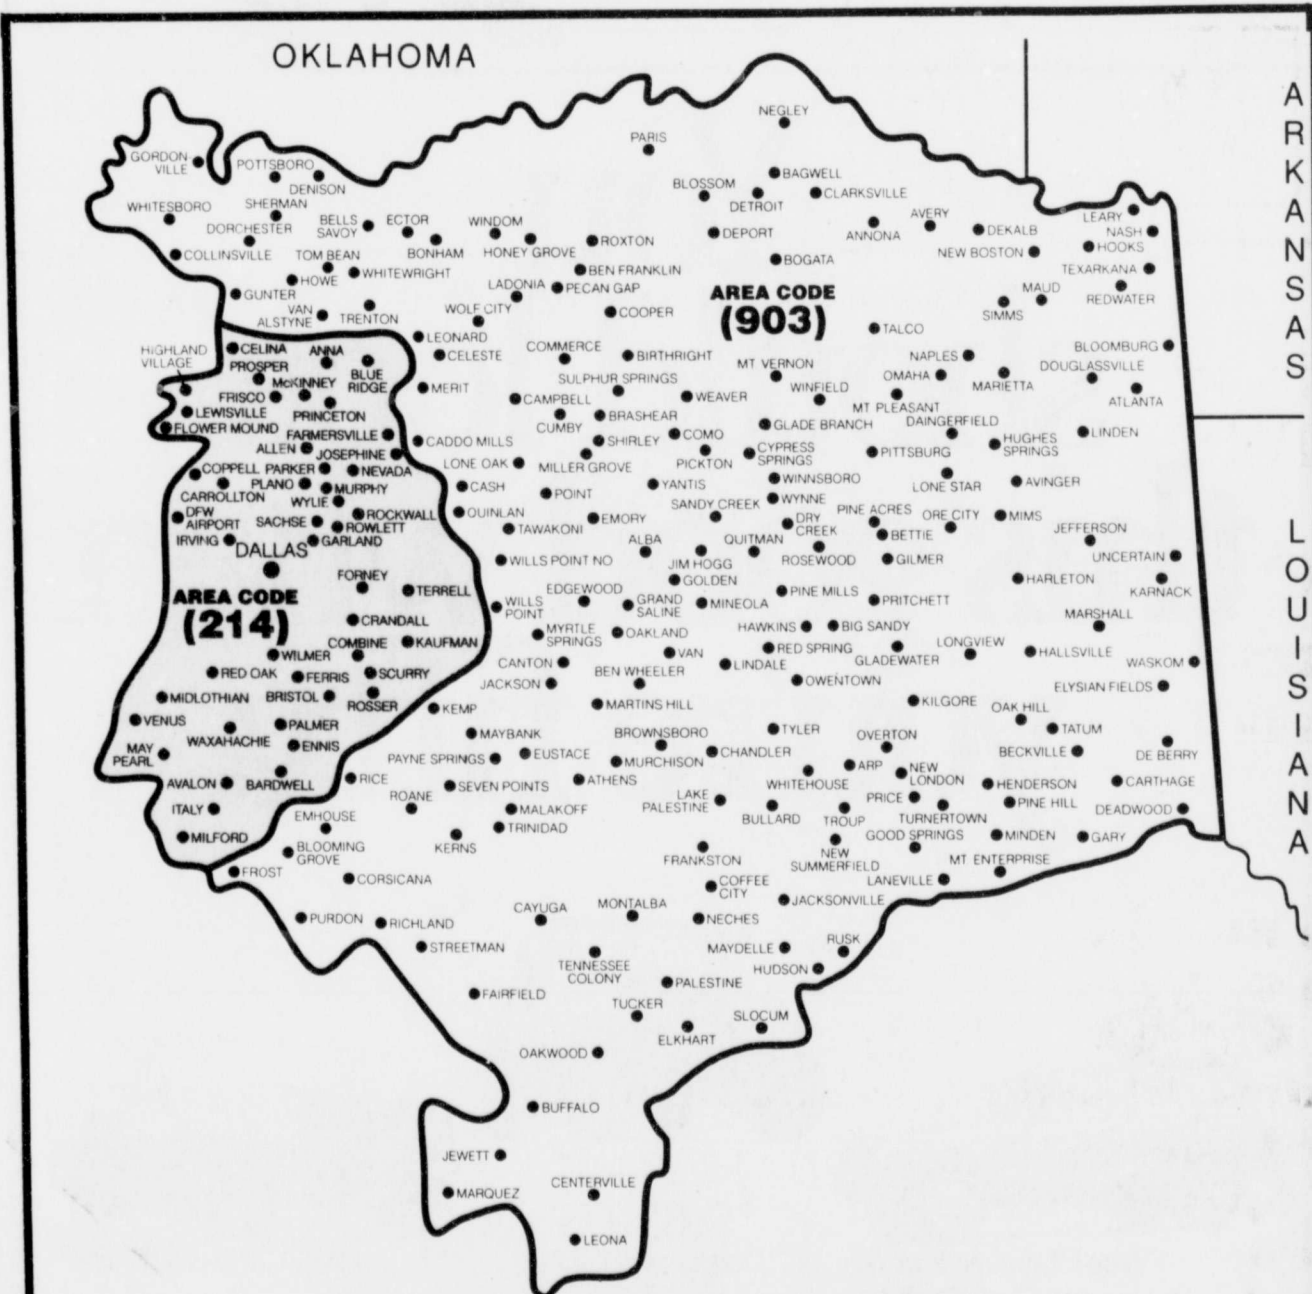 OKLAHOMA
ARKANSAS
LOUISIANA
NEGLEY
PARIS
GORDON
VILLE
POTTSBORO
DENISON
BAGWELL
BLOSSOM
DETROIT
CLARKSVILLE
WHITESBORO
SHERMAN
DORCHESTER
BELLS
SAVOY
ECTOR
BONHAM
WINDOM
HONEY GROVE
ROXTON
DEPORT
ANNONA
AVERY
DEKALB
LEARY
NASH
HOOKS
NEW BOSTON
COLLINSVILLE
TOM BEAN
WHITEWRIGHT
HOWE
BEN FRANKLIN
BOGATA
TEXARKANA
REDWATER
GUNTER
VAN
ALSTYNE
TRENTON
LADONIA
PECAN GAP
WOLF CITY
COOPER
AREA CODE
(903)
MAUD
SIMMS
TALCO
LEONARD
CELESTE
COMMERCE
BIRTHRIGHT
MT VERNON
NAPLES
BLOOMBURG
HIGHLAND
VILLAGE
CELINA
ANNA
PROSPER
BLUE
RIDGE
McKINNEY
FRISCO
PRINCETON
MERIT
SULPHUR SPRINGS
WINFIELD
OMAHA
MARIETTA
DOUGLASSVILLE
ATLANTA
LEWISVILLE
FLOWER MOUND
CAMPBELL
CUMBY
BRASHEAR
WEAVER
MT PLEASANT
DAINGERFIELD
FARMERSVILLE
ALLEN
JOSEPHINE
CADDO MILLS
SHIRLEY
COMO
GLADE BRANCH
HUGHES
SPRINGS
LINDEN
LONE OAK
MILLER GROVE
PICKTON
CYPRESS
SPRINGS
PITTSBURG
COPPELL
PARKER
NEVADA
PLANO
MURPHY
CARROLLTON
WYLIE
CASH
POINT
YANTIS
WINNSBORO
LONE STAR
AVINGER
DFW
AIRPORT
SACHSE
ROCKWALL
ROWLETT
QUINLAN
TAWAKONI
EMORY
SANDY CREEK
WYNNE
DRY
CREEK
PINE ACRES
BETTIE
ORE CITY
MIMS
IRVING
GARLAND
DALLAS
ALBA
JIM HOGG
QUITMAN
ROSEWOOD
GILMER
JEFFERSON
UNCERTAIN
WILLS POINT NO
GOLDEN
HARLETON
KARNACK
FORNEY
TERRELL
AREA CODE
(214)
WILLS
POINT
EDGEWOOD
GRAND
SALINE
MINEOLA
PINE MILLS
PRITCHETT
CRANDALL
MYRTLE
SPRINGS
OAKLAND
HAWKINS
BIG SANDY
MARSHALL
COMBINE
KAUFMAN
WILMER
CANTON
VAN
LINDALE
RED SPRING
GLADEWATER
LONGVIEW
HALLSVILLE
WASKOM
RED OAK
FERRIS
SCURRY
JACKSON
BEN WHEELER
OWENTOWN
ELYSIAN FIELDS
MIDLOTHIAN
BRISTOL
ROSSER
KEMP
MARTINS HILL
KILGORE
VENUS
WAXAHACHIE
PALMER
MAYBANK
BROWNSBORO
TYLER
OAK HILL
TATUM
MAY
PEARL
ENNIS
PAYNE SPRINGS
EUSTACE
MURCHISON
CHANDLER
OVERTON
BECKVILLE
DE BERRY
AVALON
BARDWELL
RICE
SEVEN POINTS
ATHENS
WHITEHOUSE
ARP
NEW
LONDON
HENDERSON
CARTHAGE
ITALY
ROANE
MALAKOFF
LAKE
PALESTINE
BULLARD
TROUP
PRICE
TURNERTOWN
PINE HILL
DEADWOOD
MILFORD
EMHOUSE
KERNS
TRINIDAD
GOOD SPRINGS
MINDEN
GARY
BLOOMING
GROVE
FRANKSTON
NEW
SUMMERFIELD
MT ENTERPRISE
FROST
CORSICANA
COFFEE
CITY
LANEVILLE
JACKSONVILLE
PURDON
RICHLAND
CAYUGA
MONTALBA
NECHES
STREETMAN
MAYDELLE
RUSK
TENNESSEE
COLONY
HUDSON
FAIRFIELD
PALESTINE
TUCKER
ELKHART
SLOCUM
OAKWOOD
BUFFALO
JEWETT
MARQUEZ
CENTERVILLE
LEONA